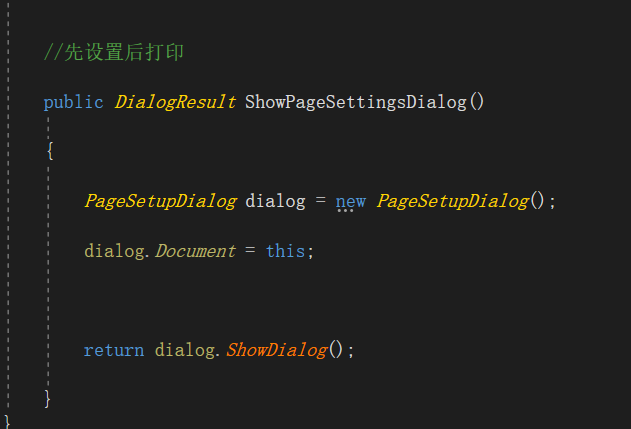 //先设置后打印
public DialogResult ShowPageSettingsDialog()
{
PageSetupDialog dialog = new PageSetupDialog();
dialog.Document = this;
return dialog.ShowDialog();
}
}